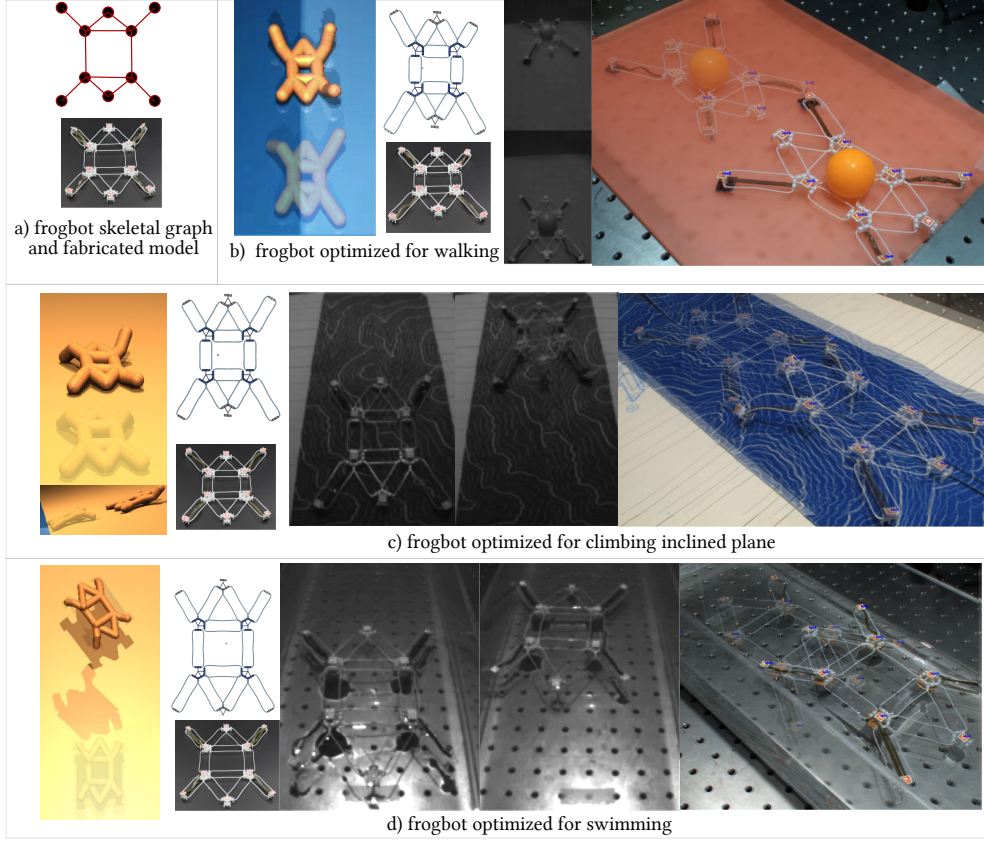 a) frogbot skeletal graph
and fabricated model
b) frogbot optimized for walking
c) frogbot optimized for climbing inclined plane
d) frogbot optimized for swimming